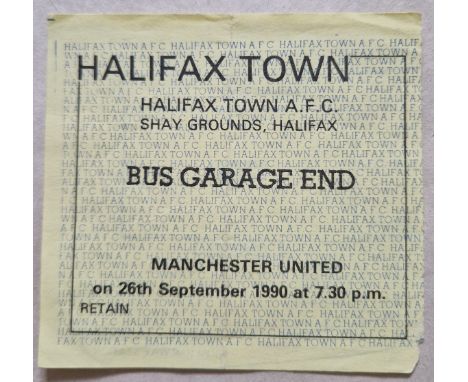 HALIFAX TOWN
HALIFAX TOWN A.F.C.
SHAY GROUNDS, HALIFAX
BUS GARAGE END
MANCHESTER UNITED
on 26th September 1990 at 7.30 p.m.
RETAIN